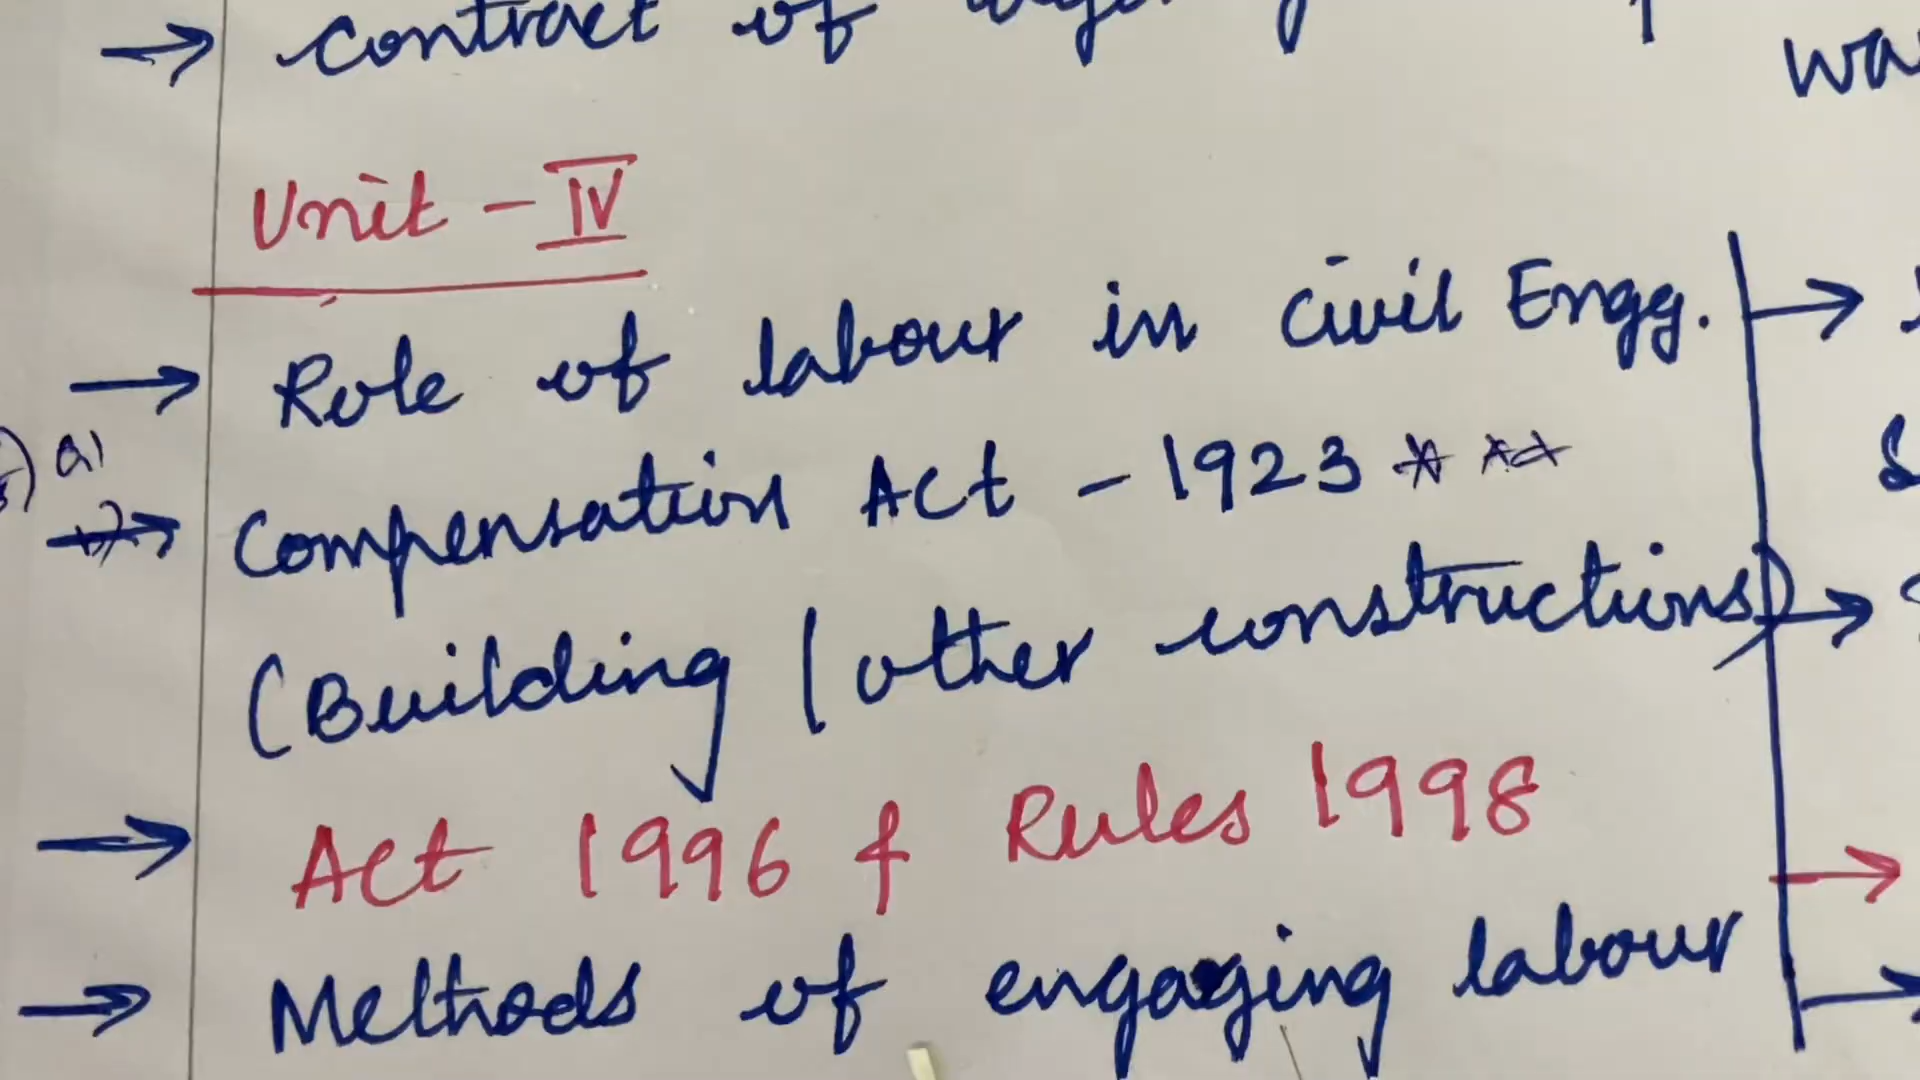 → Contract of
wa
Unit - IV
→ Role of labour in Civil Engg. →
a)
b) → Compensation Act - 1923 ***
(Building / other constructions) →
→ Act 1996 & Rules 1998 →
→ Methods of engaging labour →